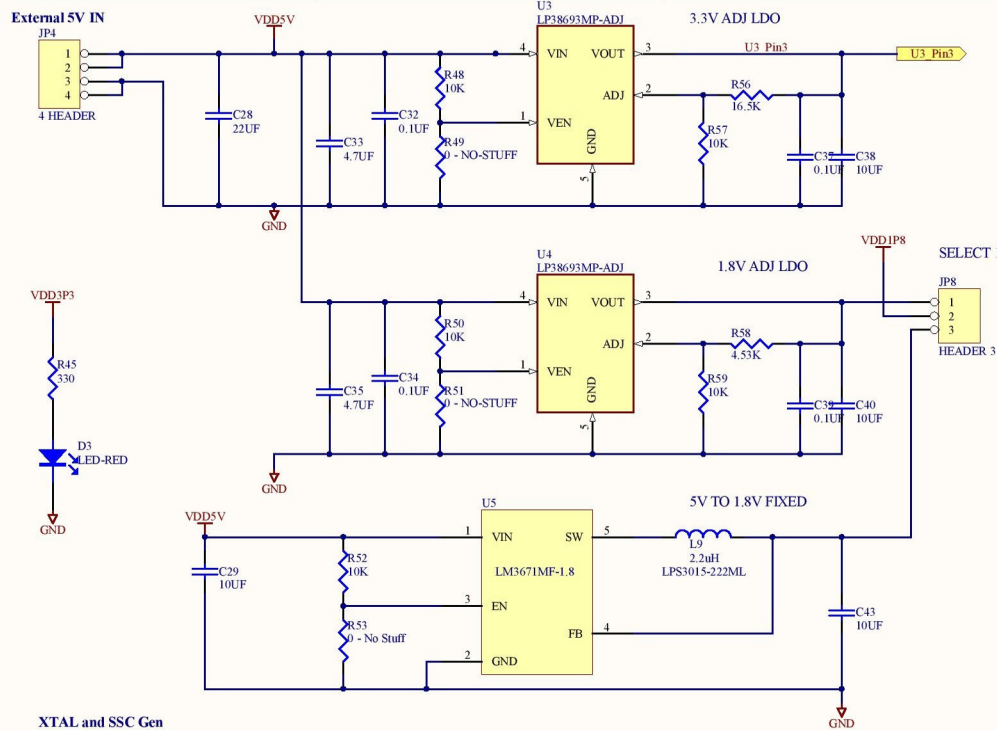 External 5V IN
JP4
1
2
3
4
4 HEADER
VDD5V
C28
22UF
C33
4.7UF
C32
0.1UF
R48
10K
R49
0 - NO-STUFF
GND
U3
LP38693MP-ADJ
3.3V ADJ LDO
4
VIN
VOUT
3
U3_Pin3
U3_Pin3
ADJ
2
1
VEN
GND
5
R56
16.5K
R57
10K
C37
0.1UF
C38
10UF
U4
LP38693MP-ADJ
1.8V ADJ LDO
4
VIN
VOUT
3
ADJ
2
1
VEN
GND
5
R50
10K
R51
0 - NO-STUFF
C35
4.7UF
C34
0.1UF
GND
R58
4.53K
R59
10K
C39
0.1UF
C40
10UF
VDD1P8
SELECT
JP8
1
2
3
HEADER 3
VDD3P3
R45
330
D3
LED-RED
GND
VDD5V
C29
10UF
R52
10K
R53
0 - No Stuff
U5
5V TO 1.8V FIXED
1
VIN
SW
5
LM3671MF-1.8
3
EN
FB
4
2
GND
L9
2.2uH
LPS3015-222ML
C43
10UF
GND
XTAL and SSC Gen